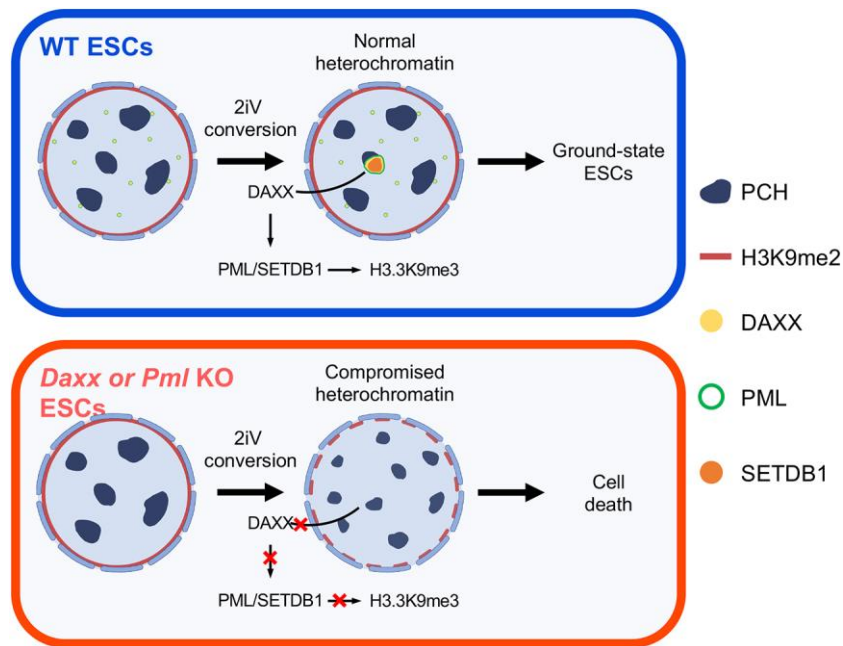 WT ESCs
Normal
heterochromatin
2iV
conversion
DAXX
PML/SETDB1
H3.3K9me3
Ground-state
ESCs
Daxx or Pml KO
ESCs
Compromised
heterochromatin
2iV
conversion
DAXX
PML/SETDB1
H3.3K9me3
Cell
death
PCH
H3K9me2
DAXX
PML
SETDB1